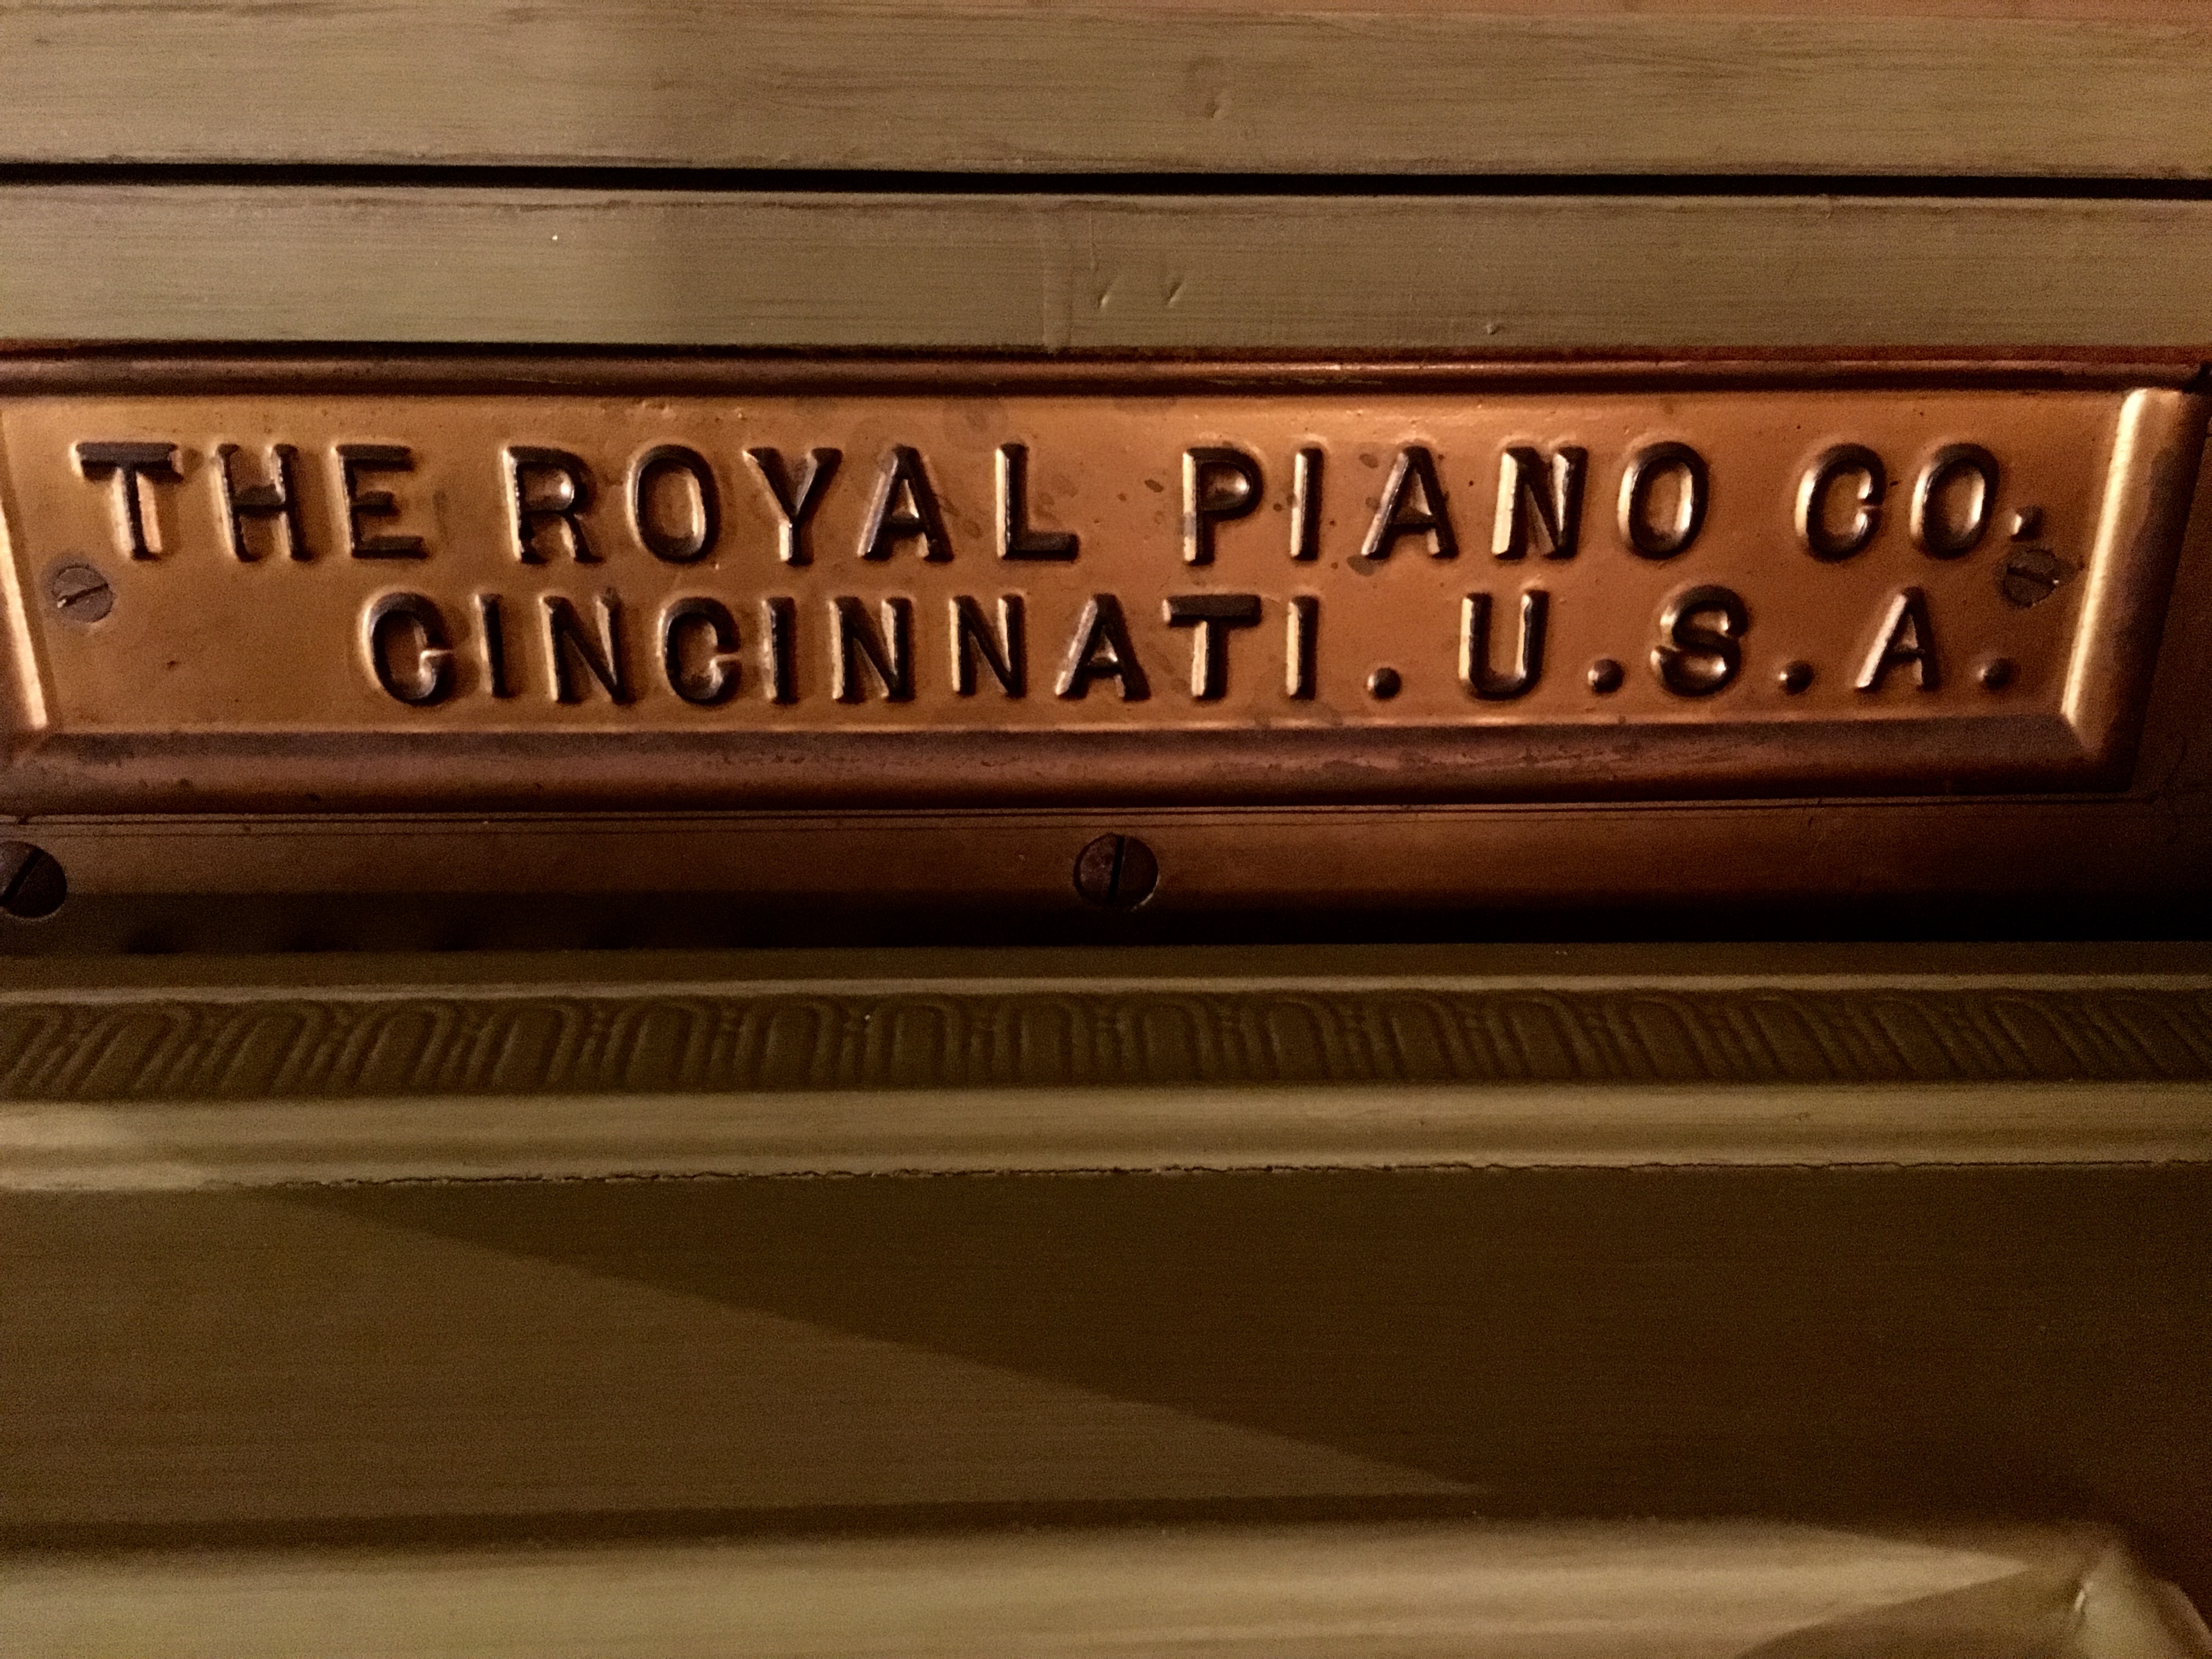 THE ROYAL PIANO CO.
CINCINNATI. U.S.A.